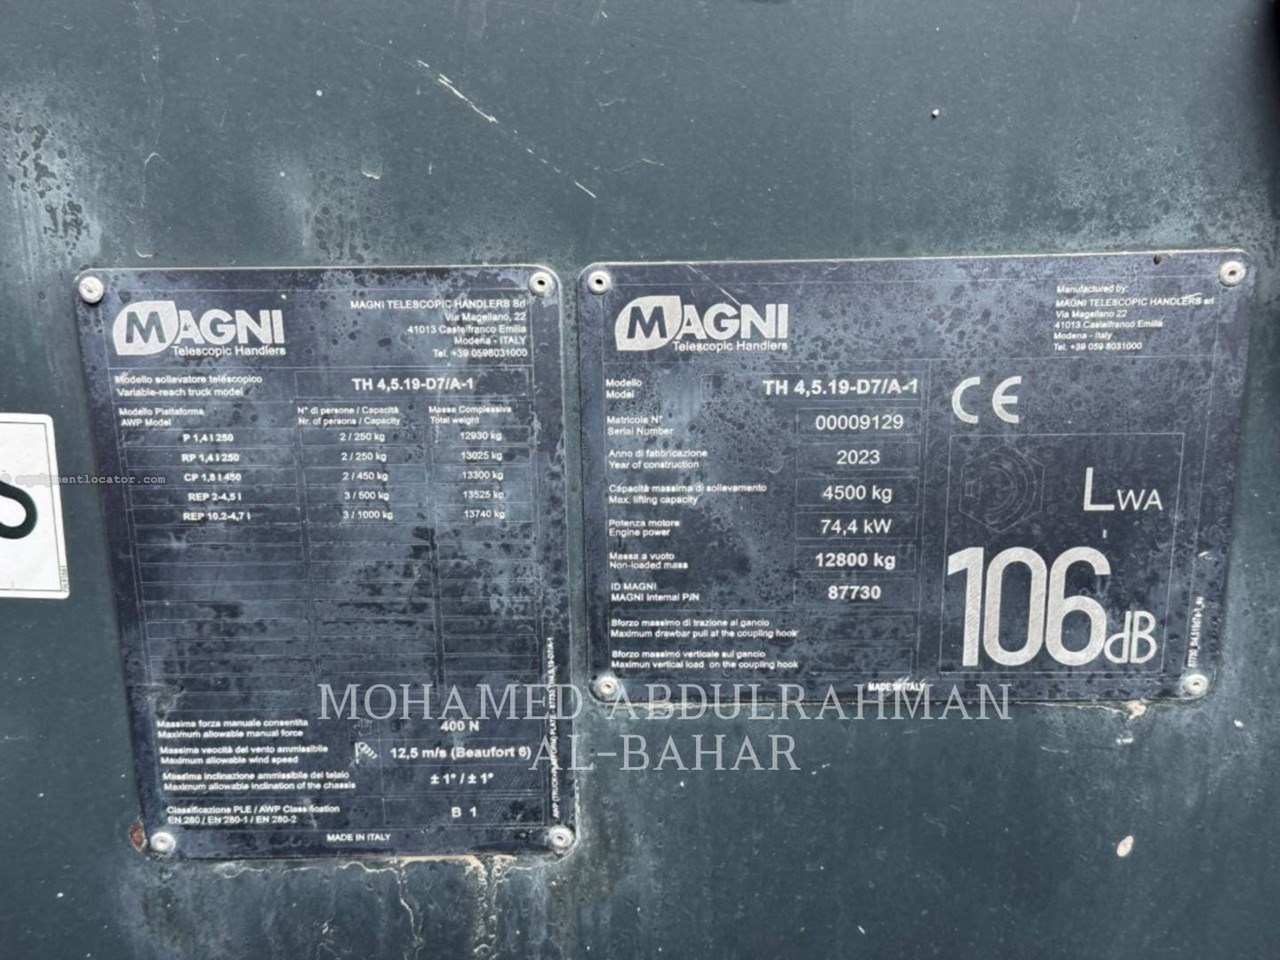 MAGNI
Telescopic Handlers
MAGNI TELESCOPIC HANDLERS Srl
Via Magellano, 22
41013 Castelfranco Emilia
Modena - ITALY
Tel. +39 0598031000
Modello sollevatore telescopico
Variable-reach truck model
TH 4,5.19-D7/A-1
Modello Piattaforma
AWP Model
N° di persone / Capacità
Nr. of persons / Capacity
Massa Complessiva
Total weight
P 1,4 I 250 2 / 250 kg 12930 kg
RP 1,4 I 250 2 / 250 kg 13025 kg
CP 1,8 I 450 2 / 450 kg 13300 kg
REP 2-4,5 I 3 / 500 kg 13525 kg
REP 10.2-4,7 I 3 / 1000 kg 13740 kg
Massima forza manuale consentita
Maximum allowable manual force
400 N
Massima velocità del vento ammissibile
Maximum allowable wind speed
12,5 m/s (Beaufort 6)
Massima inclinazione ammissibile del telaio
Maximum allowable inclination of the chassis
± 1° / ± 1°
Classificazione PLE / AWP Classification
EN 280 / EN 280-1 / EN 280-2
B 1
MADE IN ITALY
MAGNI
Telescopic Handlers
Manufactured by:
MAGNI TELESCOPIC HANDLERS srl
Via Magellano 22
41013 Castelfranco Emilia
Modena - Italy
Tel. +39 059 8031000
Modello
Model
TH 4,5.19-D7/A-1
Matricola N°
Serial Number
00009129
Anno di fabbricazione
Year of construction
2023
Capacità massima di sollevamento
Max. lifting capacity
4500 kg
Potenza motore
Engine power
74,4 kW
Massa a vuoto
Non-loaded mass
12800 kg
ID MAGNI
MAGNI Internal P/N
87730
Sforzo massimo di trazione al gancio
Maximum drawbar pull at the coupling hook
Sforzo massimo verticale sul gancio
Maximun vertical load on the coupling hook
CE
LWA
106dB
MADE IN ITALY
equipmentlocator.com
MOHAMED ABDULRAHMAN
AL-BAHAR